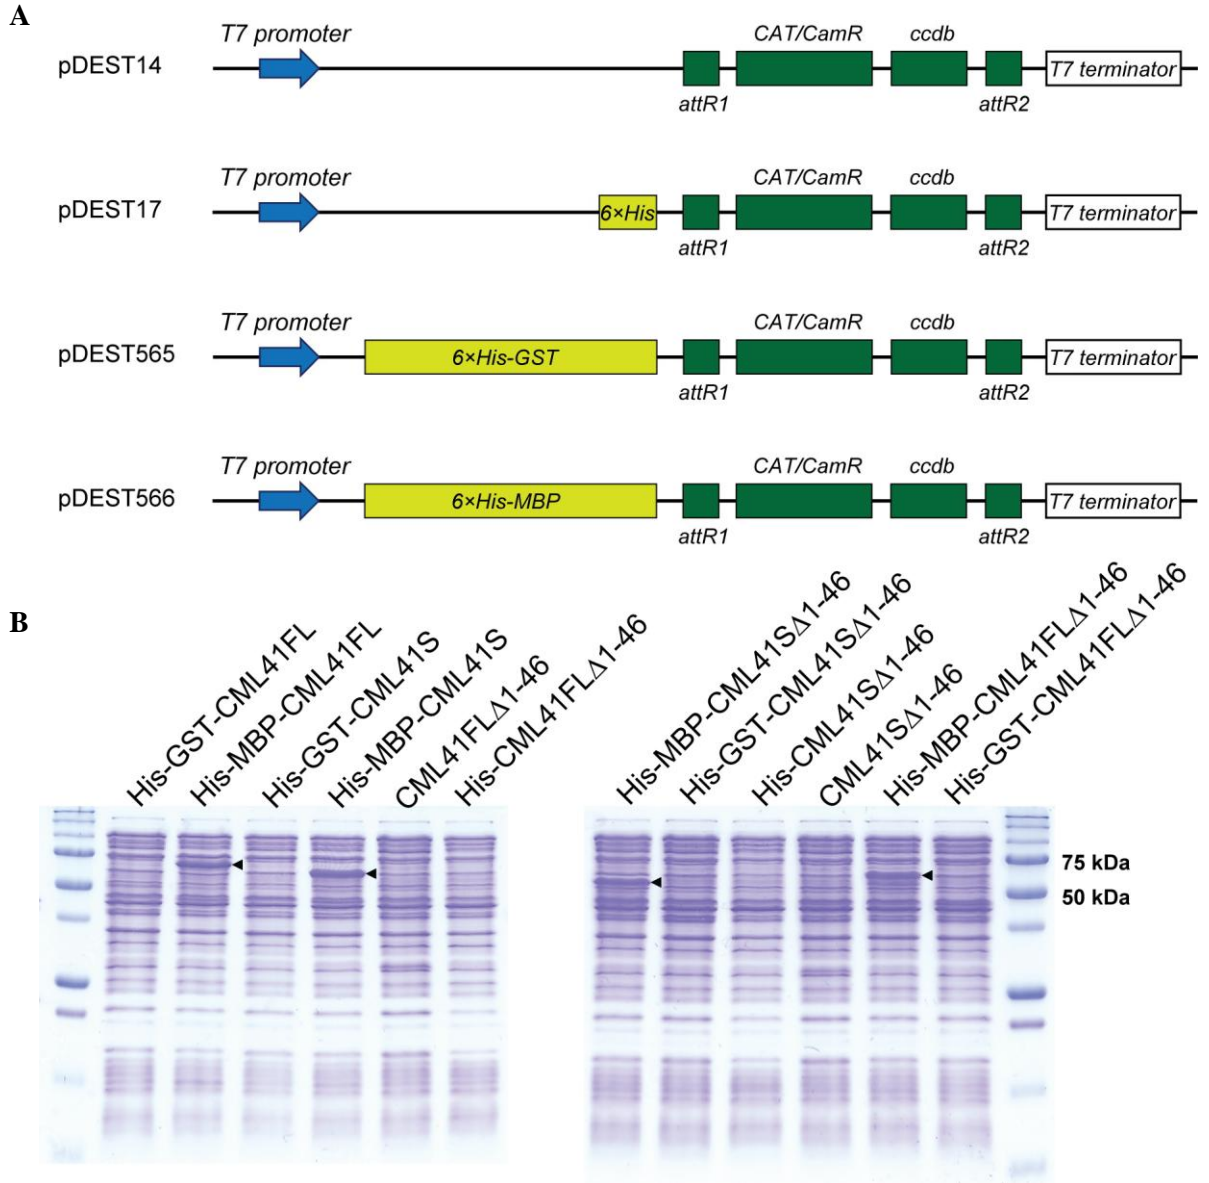 A
T7 promoter
CAT/CamR
ccdb
pDEST14
T7 terminator
attR1
attR2
T7 promoter
CAT/CamR
ccdb
pDEST17
6×His
T7 terminator
attR1
attR2
T7 promoter
CAT/CamR
ccdb
pDEST565
6×His-GST
T7 terminator
attR1
attR2
T7 promoter
CAT/CamR
ccdb
pDEST566
6×His-MBP
T7 terminator
attR1
attR2
B
His-GST-CML41FL
His-MBP-CML41FL
His-GST-CML41S
His-MBP-CML41S
CML41FLΔ1-46
His-CML41FLΔ1-46
His-MBP-CML41SΔ1-46
His-GST-CML41SΔ1-46
His-CML41SΔ1-46
CML41SΔ1-46
His-MBP-CML41FLΔ1-46
His-GST-CML41FLΔ1-46
75 kDa
50 kDa